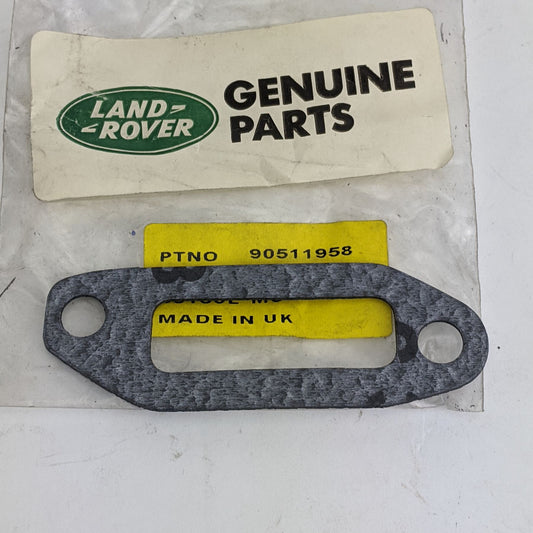 LAND-
-ROVER
GENUINE
PARTS
PTNO 90511958
MADE IN UK